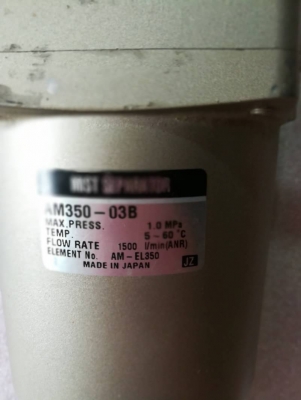 MIST SEPARATOR
AM350-03B
MAX.PRESS. 1.0 MPa
TEMP. 5-60 °C
FLOW RATE 1500 l/min(ANR)
ELEMENT No. AM-EL350
MADE IN JAPAN JZ